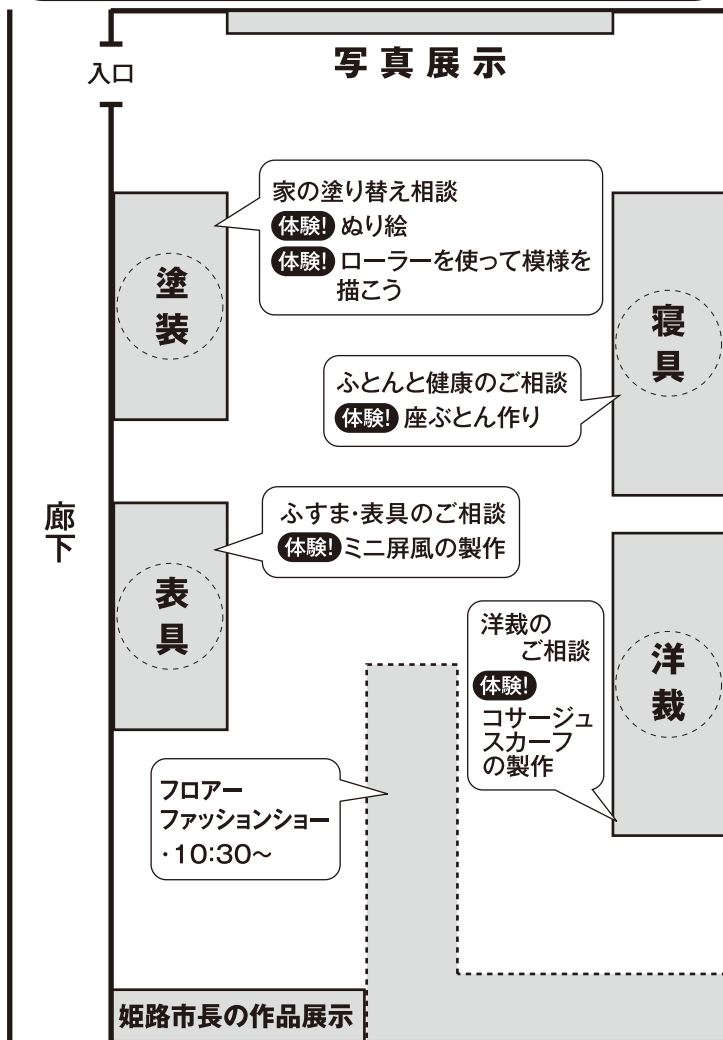 写真展示
入口
家の塗り替え相談
体験! ぬり絵
体験! ローラーを使って模様を
描こう
塗装
寝具
ふとんと健康のご相談
体験! 座ぶとん作り
廊下
ふすま・表具のご相談
体験! ミニ屏風の製作
表具
洋裁の
ご相談
体験!
コサージュ
スカーフ
の製作
洋裁
フロアー
ファッションショー
・10:30〜
姫路市長の作品展示